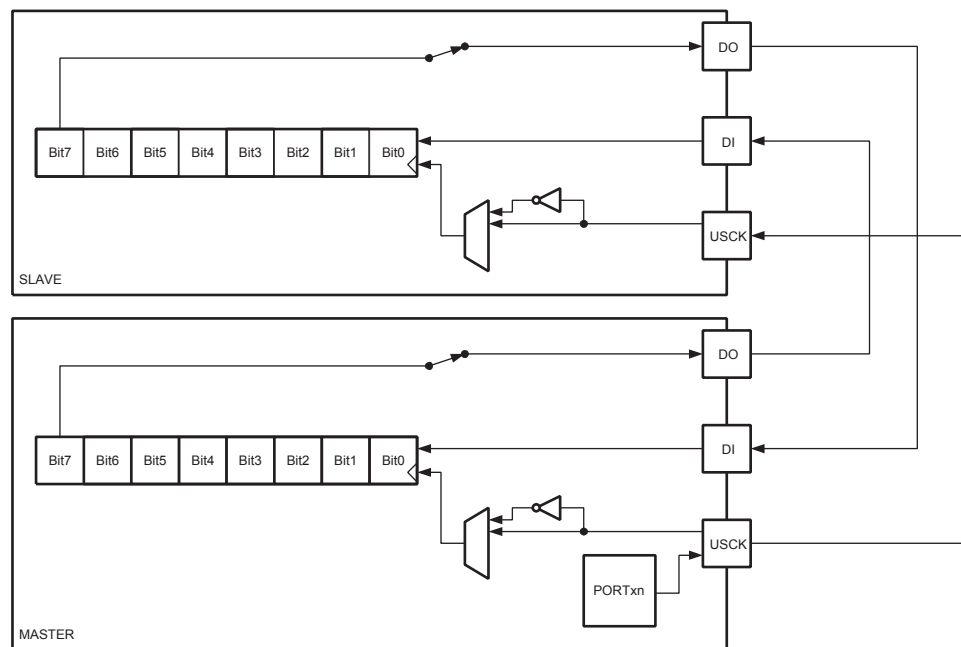 DO
Bit7 Bit6 Bit5 Bit4 Bit3 Bit2 Bit1 Bit0
DI
USCK
SLAVE
DO
Bit7 Bit6 Bit5 Bit4 Bit3 Bit2 Bit1 Bit0
DI
USCK
PORTxn
MASTER